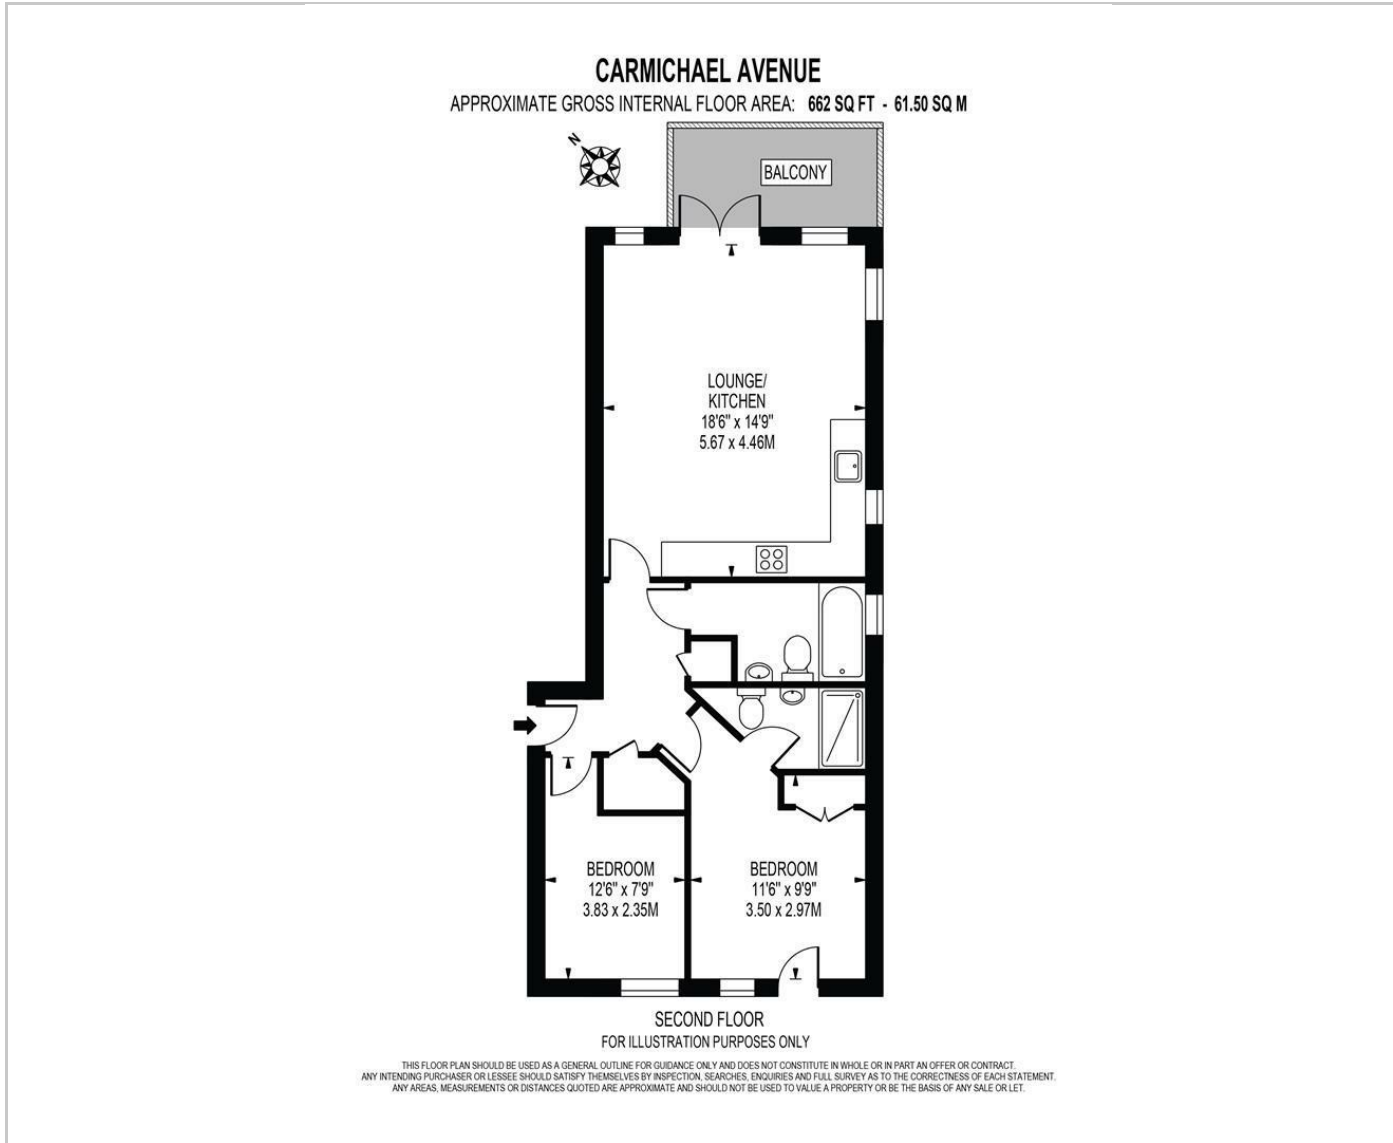 CARMICHAEL AVENUE
APPROXIMATE GROSS INTERNAL FLOOR AREA: 662 SQ FT - 61.50 SQ M
N
BALCONY
LOUNGE/
KITCHEN
18'6" x 14'9"
5.67 x 4.46M
BEDROOM
12'6" x 7'9"
3.83 x 2.35M
BEDROOM
11'6" x 9'9"
3.50 x 2.97M
SECOND FLOOR
FOR ILLUSTRATION PURPOSES ONLY
THIS FLOOR PLAN SHOULD BE USED AS A GENERAL OUTLINE FOR GUIDANCE ONLY AND DOES NOT CONSTITUTE IN WHOLE OR IN PART AN OFFER OR CONTRACT.
ANY INTENDING PURCHASER OR LESSEE SHOULD SATISFY THEMSELVES BY INSPECTION, SEARCHES, ENQUIRIES AND FULL SURVEY AS TO THE CORRECTNESS OF EACH STATEMENT.
ANY AREAS, MEASUREMENTS OR DISTANCES QUOTED ARE APPROXIMATE AND SHOULD NOT BE USED TO VALUE A PROPERTY OR BE THE BASIS OF ANY SALE OR LET.